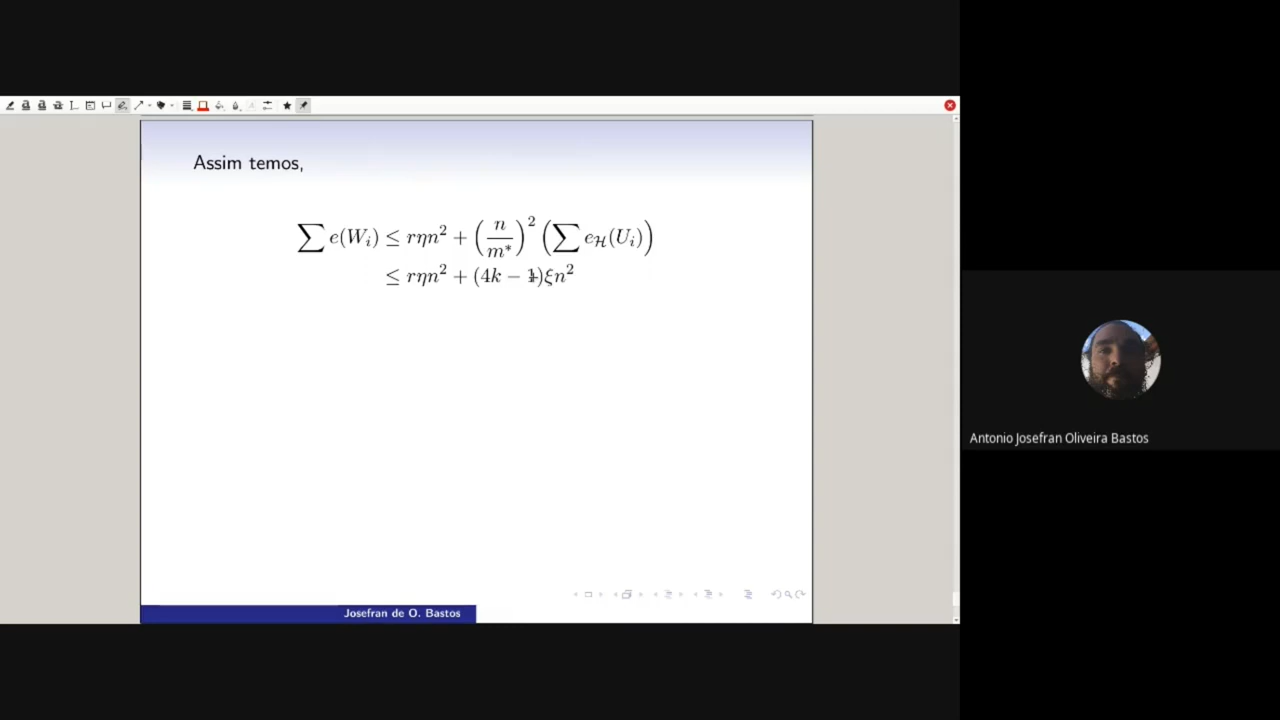 Assim temos,
∑ e(W_i) ≤ rηn² + (n/m*)² (∑ e_ℋ(U_i))
≤ rηn² + (4k − 1)ξn²
Josefran de O. Bastos
Antonio Josefran Oliveira Bastos